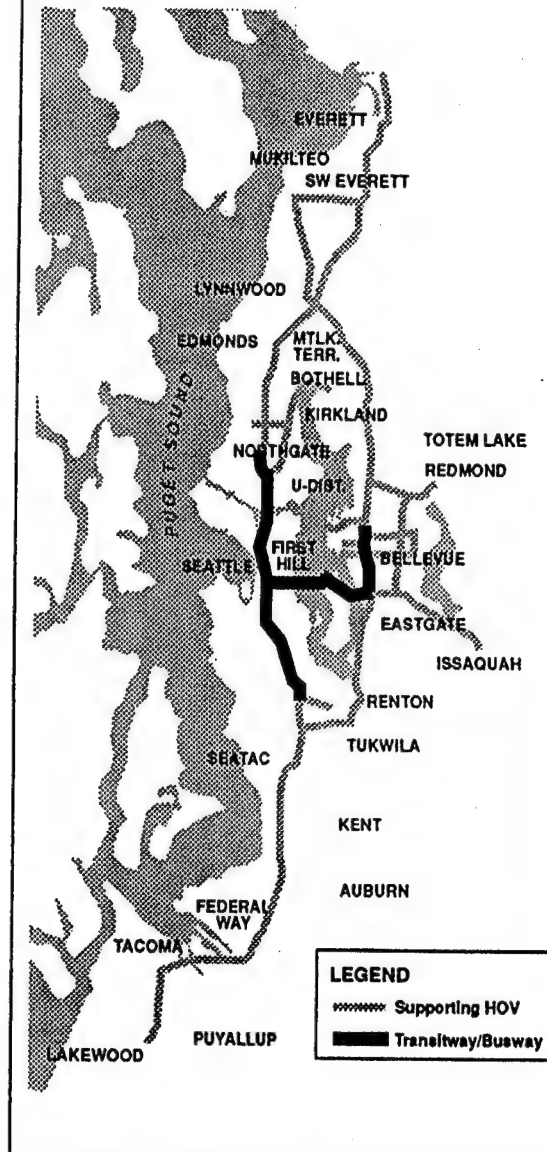 EVERETT
MUKILTEO
SW EVERETT
LYNNWOOD
EDMONDS
MTLK.
TERR.
BOTHELL
KIRKLAND
TOTEM LAKE
NORTHGATE
REDMOND
U-DIST.
PUGET SOUND
FIRST
HILL
SEATTLE
BELLEVUE
EASTGATE
ISSAQUAH
RENTON
TUKWILA
SEATAC
KENT
AUBURN
FEDERAL
WAY
TACOMA
LEGEND
Supporting HOV
Transitway/Busway
PUYALLUP
LAKEWOOD